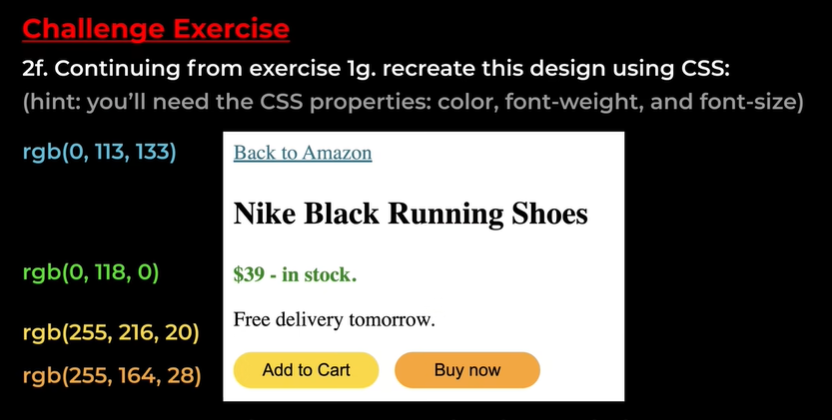 Challenge Exercise
2f. Continuing from exercise 1g. recreate this design using CSS:
(hint: you’ll need the CSS properties: color, font-weight, and font-size)
rgb(0, 113, 133)
Back to Amazon
Nike Black Running Shoes
rgb(0, 118, 0)
$39 - in stock.
Free delivery tomorrow.
rgb(255, 216, 20)
rgb(255, 164, 28)
Add to Cart
Buy now